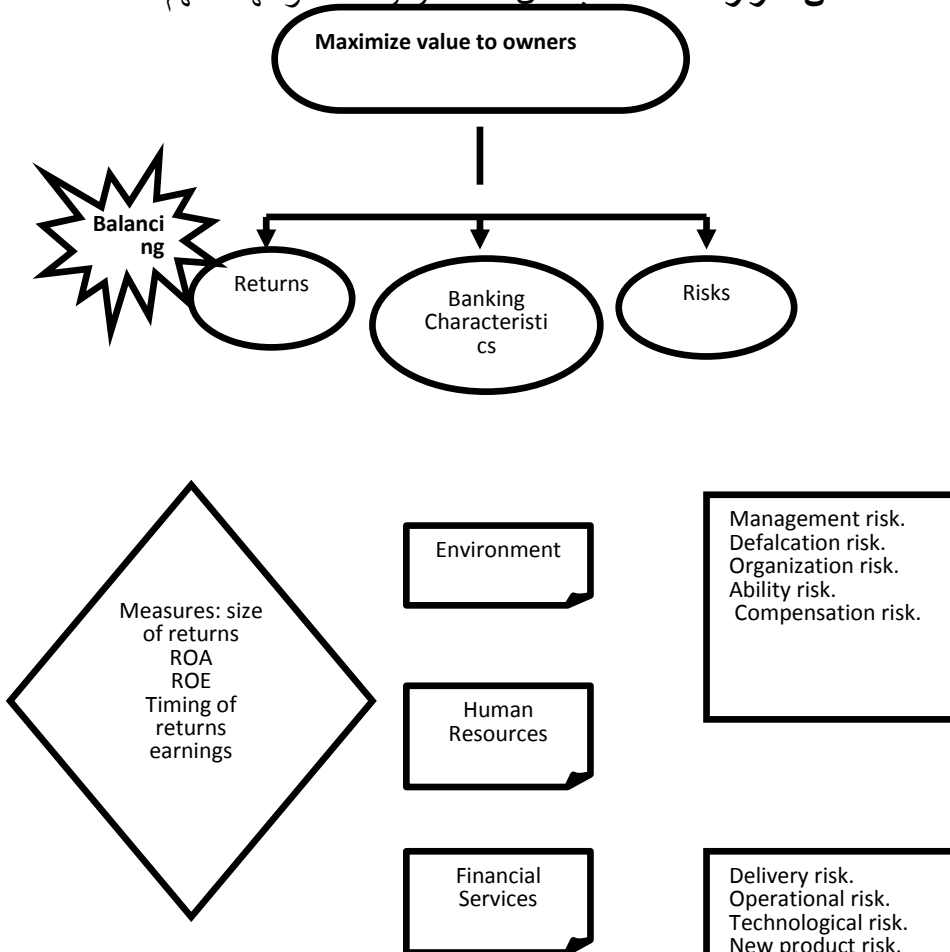 Maximize value to owners
Balanci
ng
Returns
Banking
Characteristi
cs
Risks
Measures: size
of returns
ROA
ROE
Timing of
returns
earnings
Environment
Human
Resources
Financial
Services
Management risk.
Defalcation risk.
Organization risk.
Ability risk.
Compensation risk.
Delivery risk.
Operational risk.
Technological risk.
New product risk.